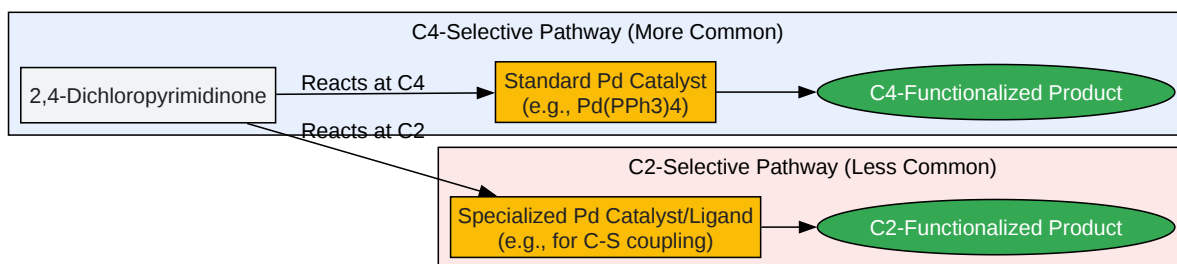 C4-Selective Pathway (More Common)
2,4-Dichloropyrimidinone
Reacts at C4
Standard Pd Catalyst
(e.g., Pd(PPh3)4)
C4-Functionalized Product
Reacts at C2
C2-Selective Pathway (Less Common)
Specialized Pd Catalyst/Ligand
(e.g., for C-S coupling)
C2-Functionalized Product